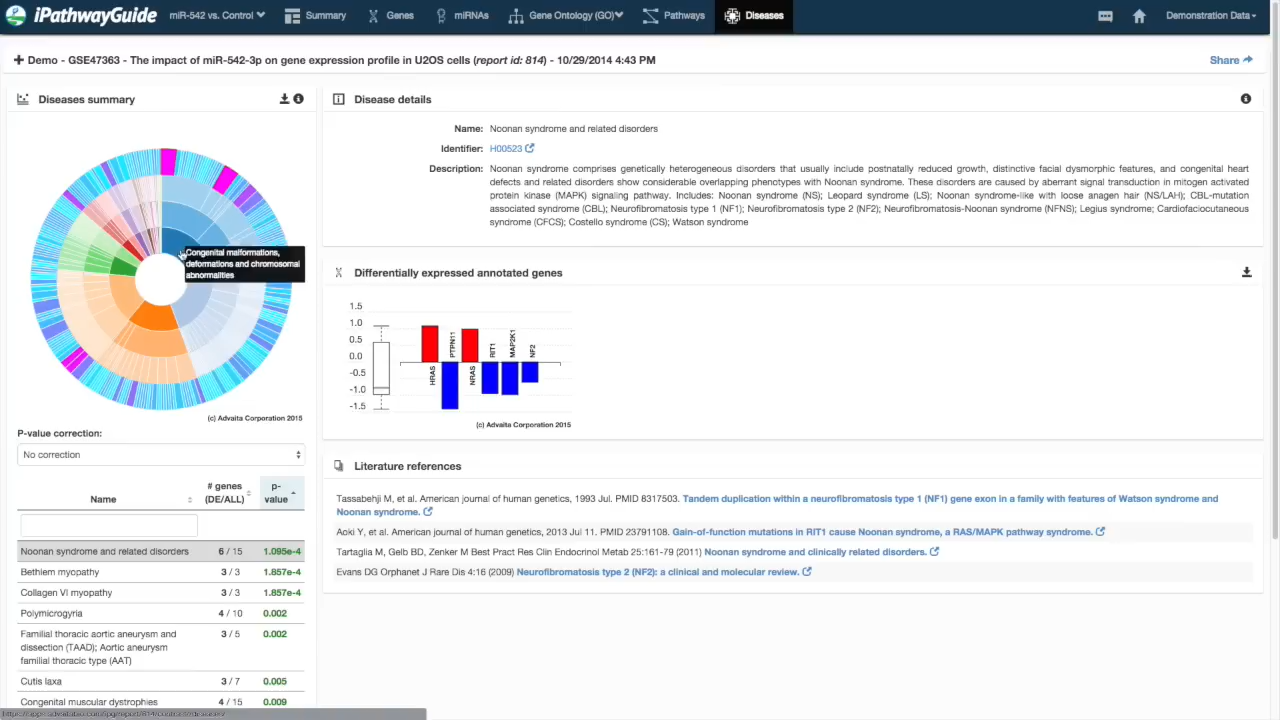 iPathwayGuide
miR-542 vs. Control
Summary
Genes
miRNAs
Gene Ontology (GO)
Pathways
Diseases
Demonstration Data
Demo - GSE47363 - The impact of miR-542-3p on gene expression profile in U2OS cells (report id: 814) - 10/29/2014 4:43 PM
Share
Diseases summary
Congenital malformations,
deformations and chromosomal
abnormalities
(c) Advaita Corporation 2015
P-value correction:
No correction
Name
# genes
(DE/ALL)
p-
value
Noonan syndrome and related disorders 6 / 15 1.095e-4
Bethlem myopathy 3 / 3 1.857e-4
Collagen VI myopathy 3 / 3 1.857e-4
Polymicrogyria 4 / 10 0.002
Familial thoracic aortic aneurysm and 3 / 5 0.002
dissection (TAAD); Aortic aneurysm
familial thoracic type (AAT)
Cutis laxa 3 / 7 0.005
Congenital muscular dystrophies 4 / 15 0.009
Disease details
Name: Noonan syndrome and related disorders
Identifier: H00523
Description: Noonan syndrome comprises genetically heterogeneous disorders that usually include postnatally reduced growth, distinctive facial dysmorphic features, and congenital heart
defects and related disorders show considerable overlapping phenotypes with Noonan syndrome. These disorders are caused by aberrant signal transduction in mitogen activated
protein kinase (MAPK) signaling pathway. Includes: Noonan syndrome (NS); Leopard syndrome (LS); Noonan syndrome-like with loose anagen hair (NS/LAH); CBL-mutation
associated syndrome (CBL); Neurofibromatosis type 1 (NF1); Neurofibromatosis type 2 (NF2); Neurofibromatosis-Noonan syndrome (NFNS); Legius syndrome; Cardiofaciocutaneous
syndrome (CFCS); Costello syndrome (CS); Watson syndrome
Differentially expressed annotated genes
1.5
1.0
0.5
0.0
-0.5
-1.0
-1.5
HRAS
PTPN11
NRAS
RIT1
MAP2K1
NF2
(c) Advaita Corporation 2015
Literature references
Tassabehji M, et al. American journal of human genetics, 1993 Jul. PMID 8317503. Tandem duplication within a neurofibromatosis type 1 (NF1) gene exon in a family with features of Watson syndrome and
Noonan syndrome.
Aoki Y, et al. American journal of human genetics, 2013 Jul 11. PMID 23791108. Gain-of-function mutations in RIT1 cause Noonan syndrome, a RAS/MAPK pathway syndrome.
Tartaglia M, Gelb BD, Zenker M Best Pract Res Clin Endocrinol Metab 25:161-79 (2011) Noonan syndrome and clinically related disorders.
Evans DG Orphanet J Rare Dis 4:16 (2009) Neurofibromatosis type 2 (NF2): a clinical and molecular review.